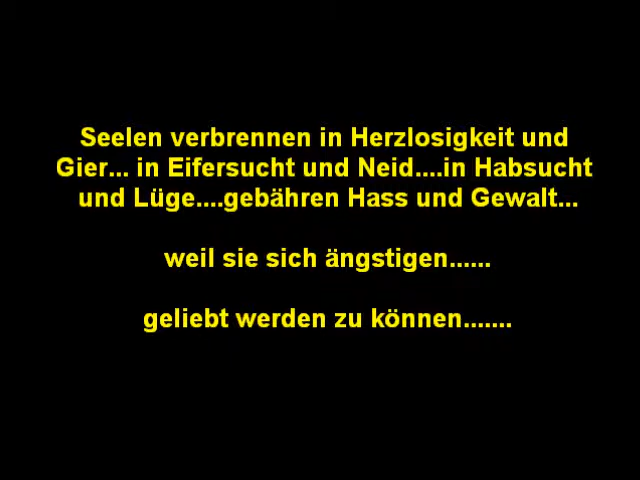 Seelen verbrennen in Herzlosigkeit und
Gier... in Eifersucht und Neid....in Habsucht
und Lüge....gebähren Hass und Gewalt...
weil sie sich ängstigen......
geliebt werden zu können.......